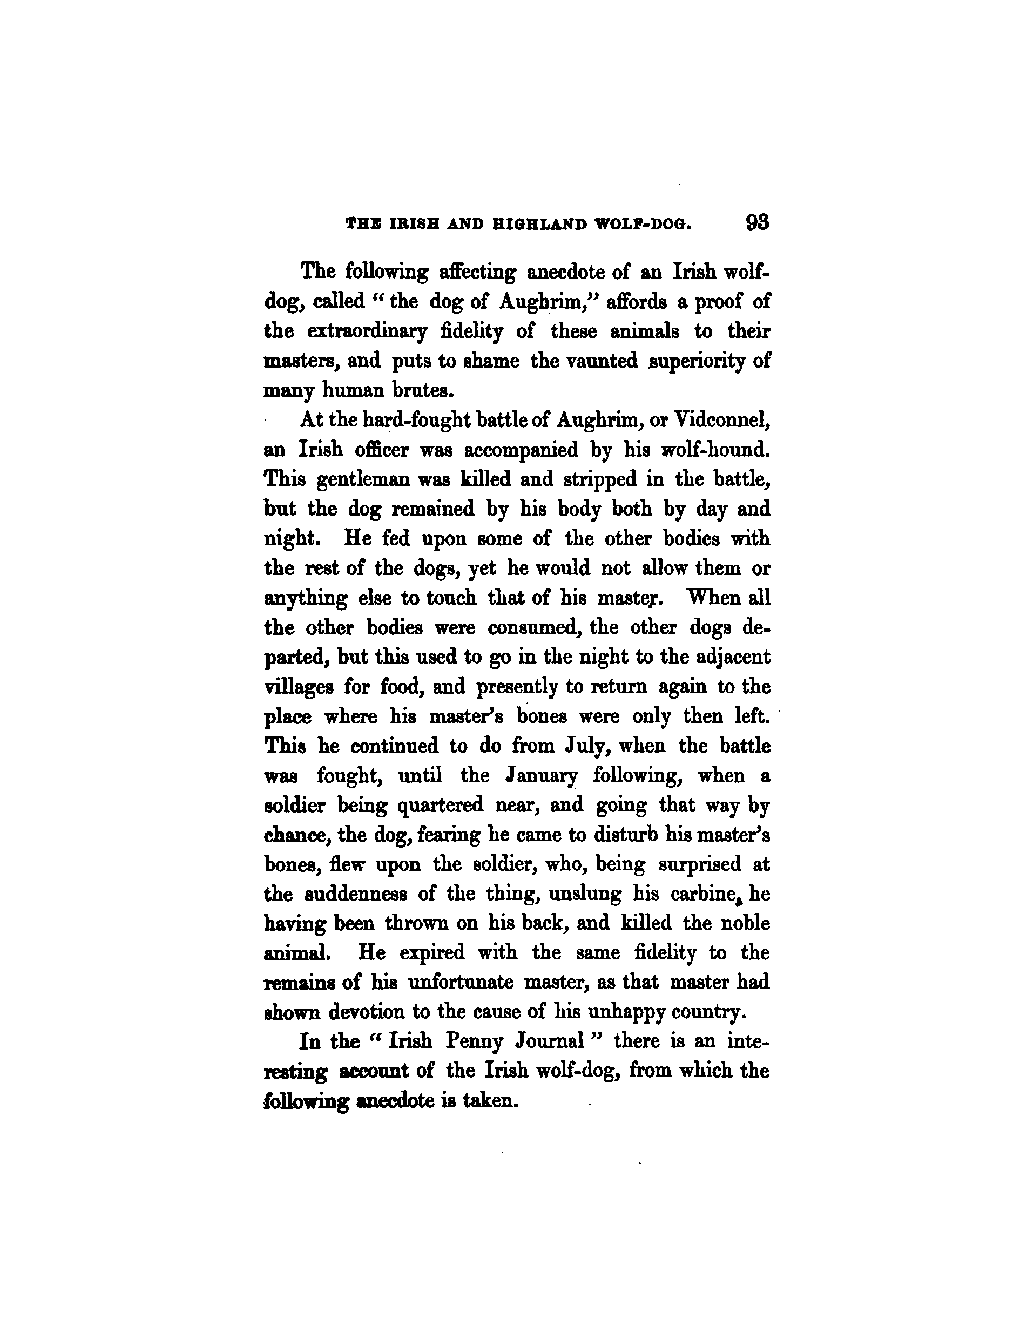 THE IRISH AND HIGHLAND WOLF-DOG. 93
The following affecting anecdote of an Irish wolf-
dog, called “ the dog of Aughrim,” affords a proof of
the extraordinary fidelity of these animals to their
masters, and puts to shame the vaunted superiority of
many human brutes.
At the hard-fought battle of Aughrim, or Vidconnel,
an Irish officer was accompanied by his wolf-hound.
This gentleman was killed and stripped in the battle,
but the dog remained by his body both by day and
night. He fed upon some of the other bodies with
the rest of the dogs, yet he would not allow them or
anything else to touch that of his master. When all
the other bodies were consumed, the other dogs de-
parted, but this used to go in the night to the adjacent
villages for food, and presently to return again to the
place where his master’s bones were only then left.
This he continued to do from July, when the battle
was fought, until the January following, when a
soldier being quartered near, and going that way by
chance, the dog, fearing he came to disturb his master’s
bones, flew upon the soldier, who, being surprised at
the suddenness of the thing, unslung his carbine, he
having been thrown on his back, and killed the noble
animal. He expired with the same fidelity to the
remains of his unfortunate master, as that master had
shown devotion to the cause of his unhappy country.
In the “ Irish Penny Journal ” there is an inte-
resting account of the Irish wolf-dog, from which the
following anecdote is taken.